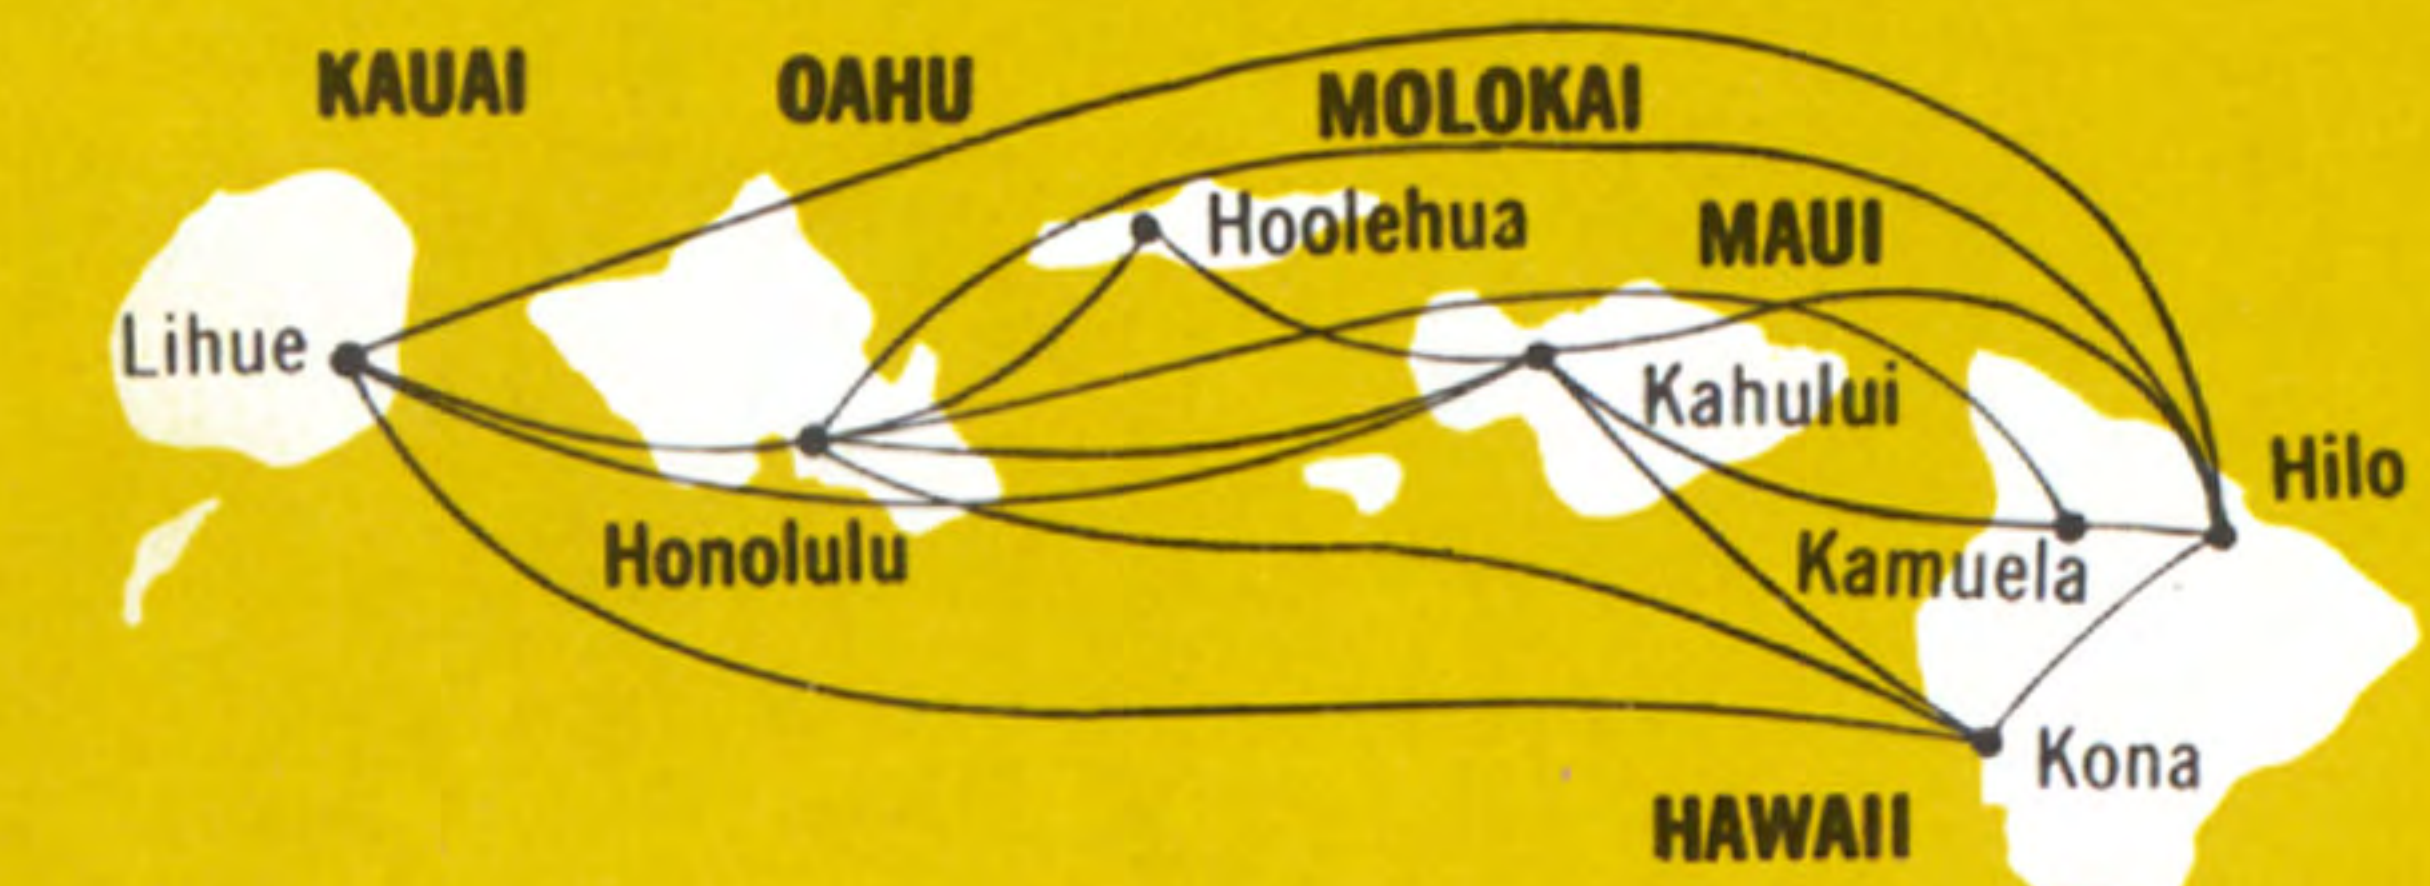 KAUAI
OAHU
MOLOKAI
Hoolehua
MAUI
Lihue
Kahului
Hilo
Honolulu
Kamuela
Kona
HAWAII